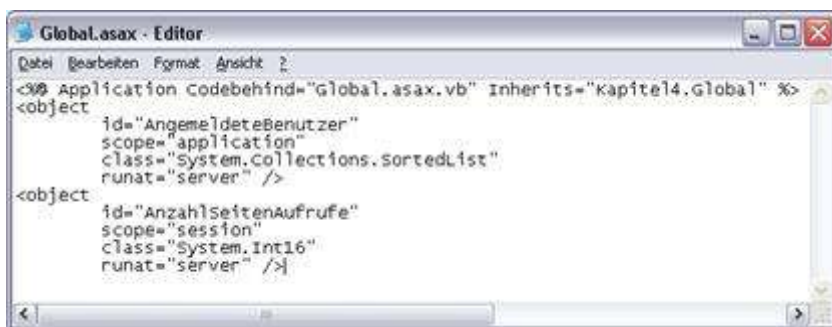 Global.asax - Editor
Datei Bearbeiten Format Ansicht ?
<%@ Application Codebehind="Global.asax.vb" Inherits="Kapitel4.Global" %>
<object
id="AngemeldeteBenutzer"
scope="application"
class="System.Collections.SortedList"
runat="server" />
<object
id="AnzahlSeitenAufrufe"
scope="session"
class="System.Int16"
runat="server" />